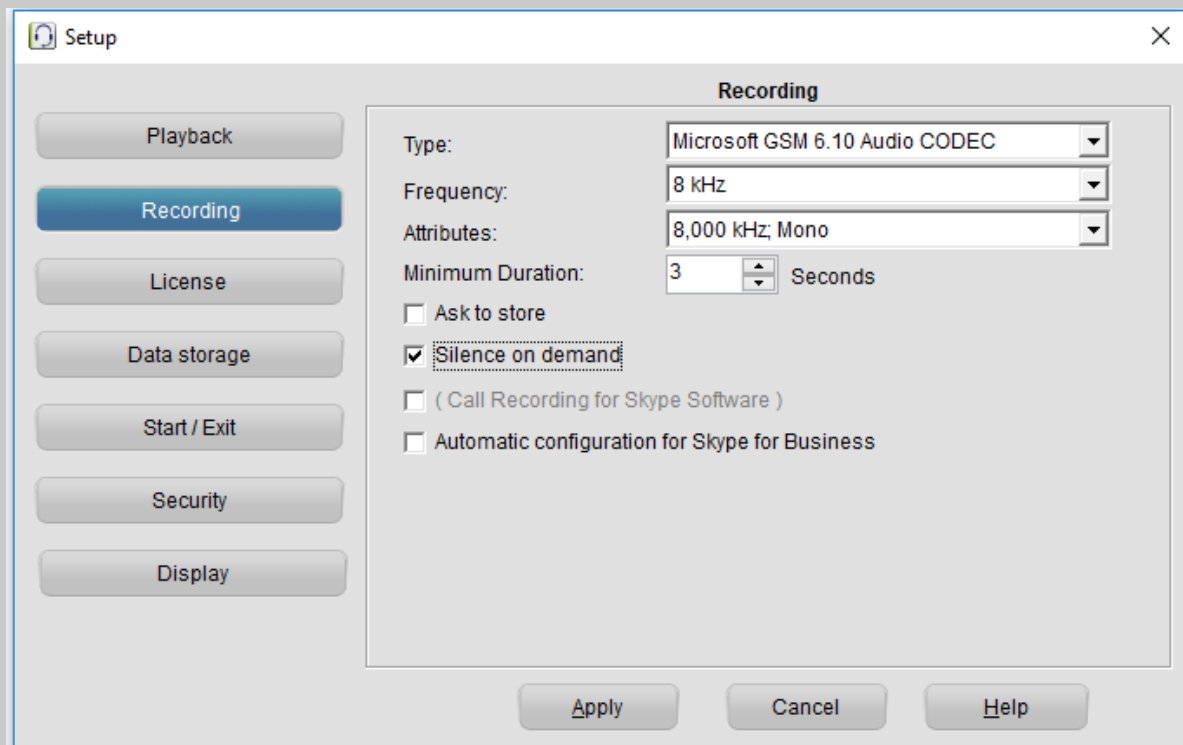 Setup
Playback
Recording
License
Data storage
Start / Exit
Security
Display
Recording
Type:
Microsoft GSM 6.10 Audio CODEC
Frequency:
8 kHz
Attributes:
8,000 kHz; Mono
Minimum Duration:
3
Seconds
Ask to store
Silence on demand
( Call Recording for Skype Software )
Automatic configuration for Skype for Business
Apply
Cancel
Help